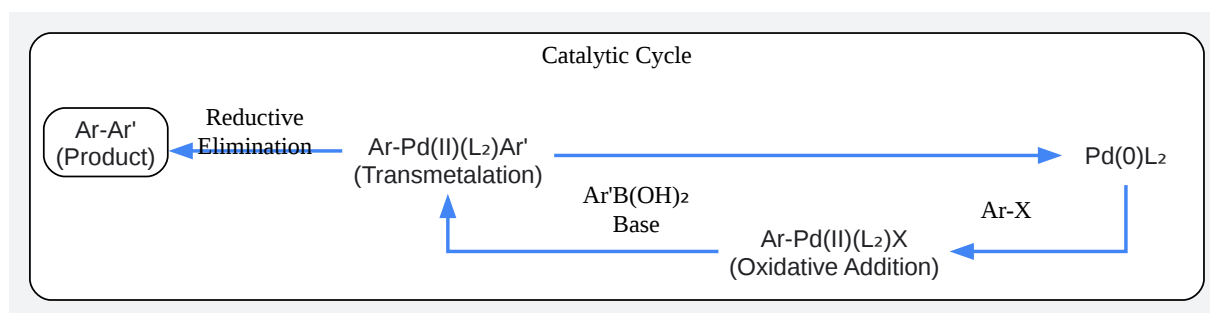 Catalytic Cycle
Ar-Ar'
(Product)
Reductive
Elimination
Ar-Pd(II)(L₂)Ar'
(Transmetalation)
Pd(0)L₂
Ar'B(OH)₂
Base
Ar-X
Ar-Pd(II)(L₂)X
(Oxidative Addition)